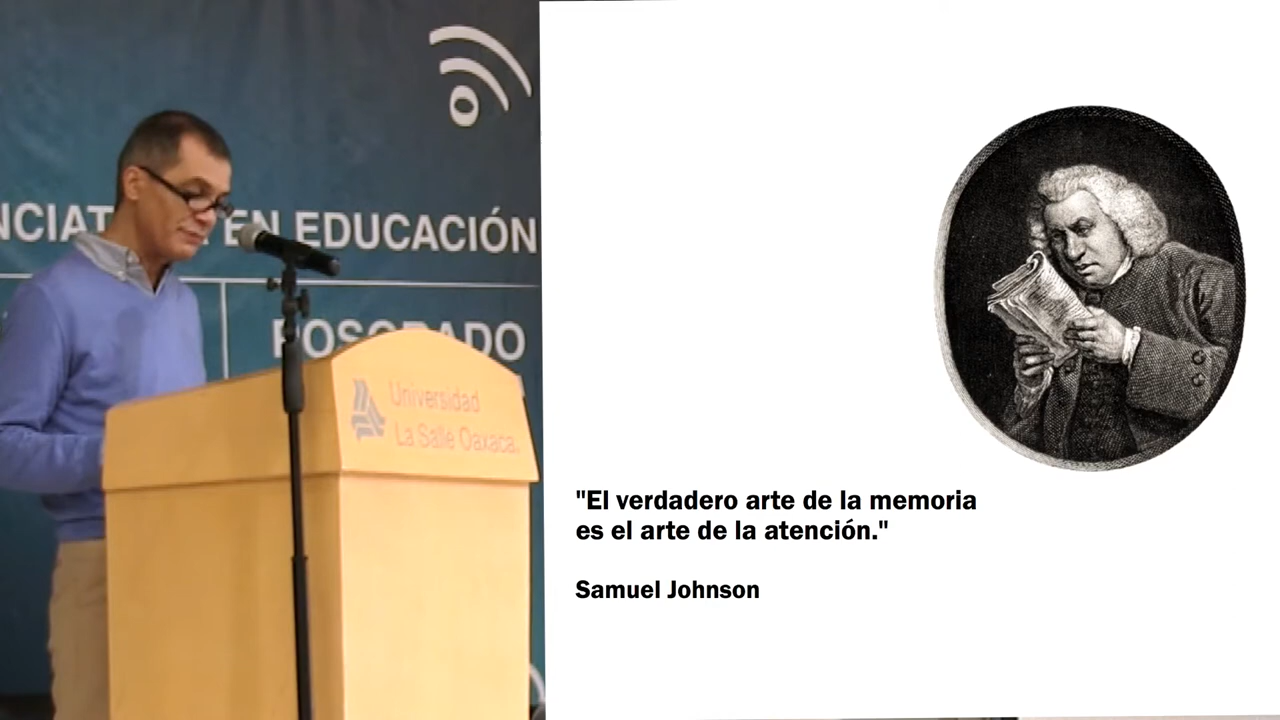 EN EDUCACIÓN
POSGRADO
Universidad
La Salle Oaxaca.
"El verdadero arte de la memoria
es el arte de la atención."
Samuel Johnson